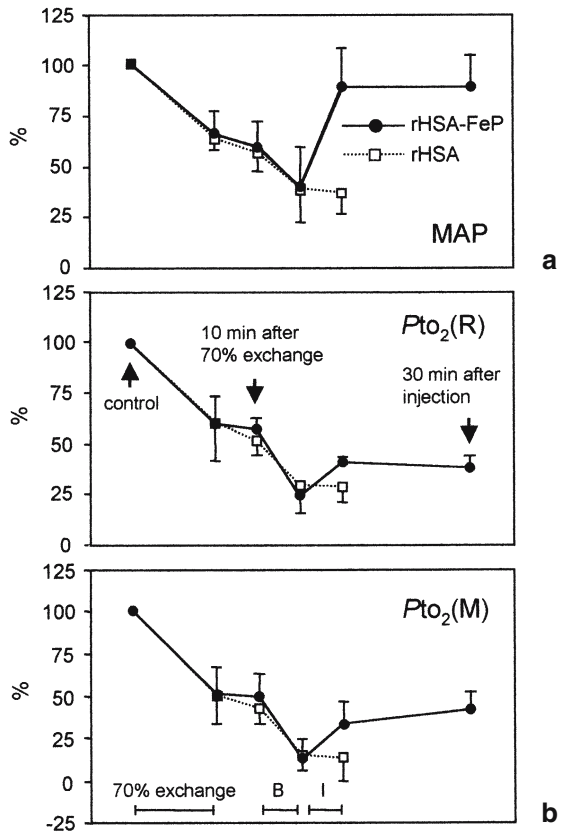 125
100
75
50
25
0
%
rHSA-FeP
rHSA
MAP
a
125
100
75
50
25
0
%
Pto2(R)
10 min after
70% exchange
control
30 min after
injection
125
100
75
50
25
0
-25
%
Pto2(M)
70% exchange
B
I
b